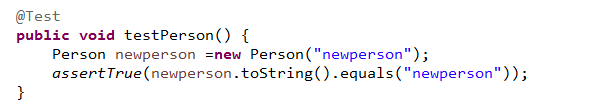 @Test
public void testPerson() {
    Person newperson =new Person("newperson");
    assertTrue(newperson.toString().equals("newperson"));
}